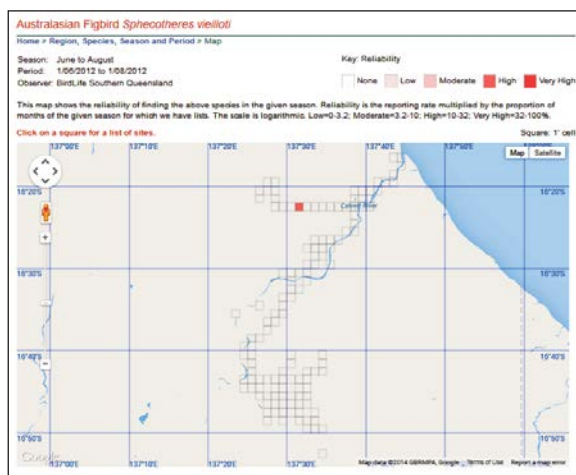 Australasian Figbird Sphecotheres vieilloti
Home > Region, Species, Season and Period > Map
Season: June to August
Key: Reliability
Period: 1/06/2012 to 1/08/2012
Observer: BirdLife Southern Queensland
None Low Moderate High Very High
This map shows the reliability of finding the above species in the given season. Reliability is the reporting rate multiplied by the proportion of
months of the given season for which we have lists. The scale is logarithmic. Low=0-3.2; Moderate=3.2-10; High=10-32; Very High=32-100%.
Click on a square for a list of sites.
Square: 1' cell
137°00'E 137°10'E 137°20'E 137°30'E 137°40'E
Map Satellite
16°20'S 16°20'S
Calvert River
16°30'S 16°30'S
16°40'S 16°40'S
16°50'S 16°50'S
Google
Map data ©2014 GBRMPA, Google Terms of Use Report a map error
137°00'E 137°10'E 137°20'E 137°30'E 137°40'E